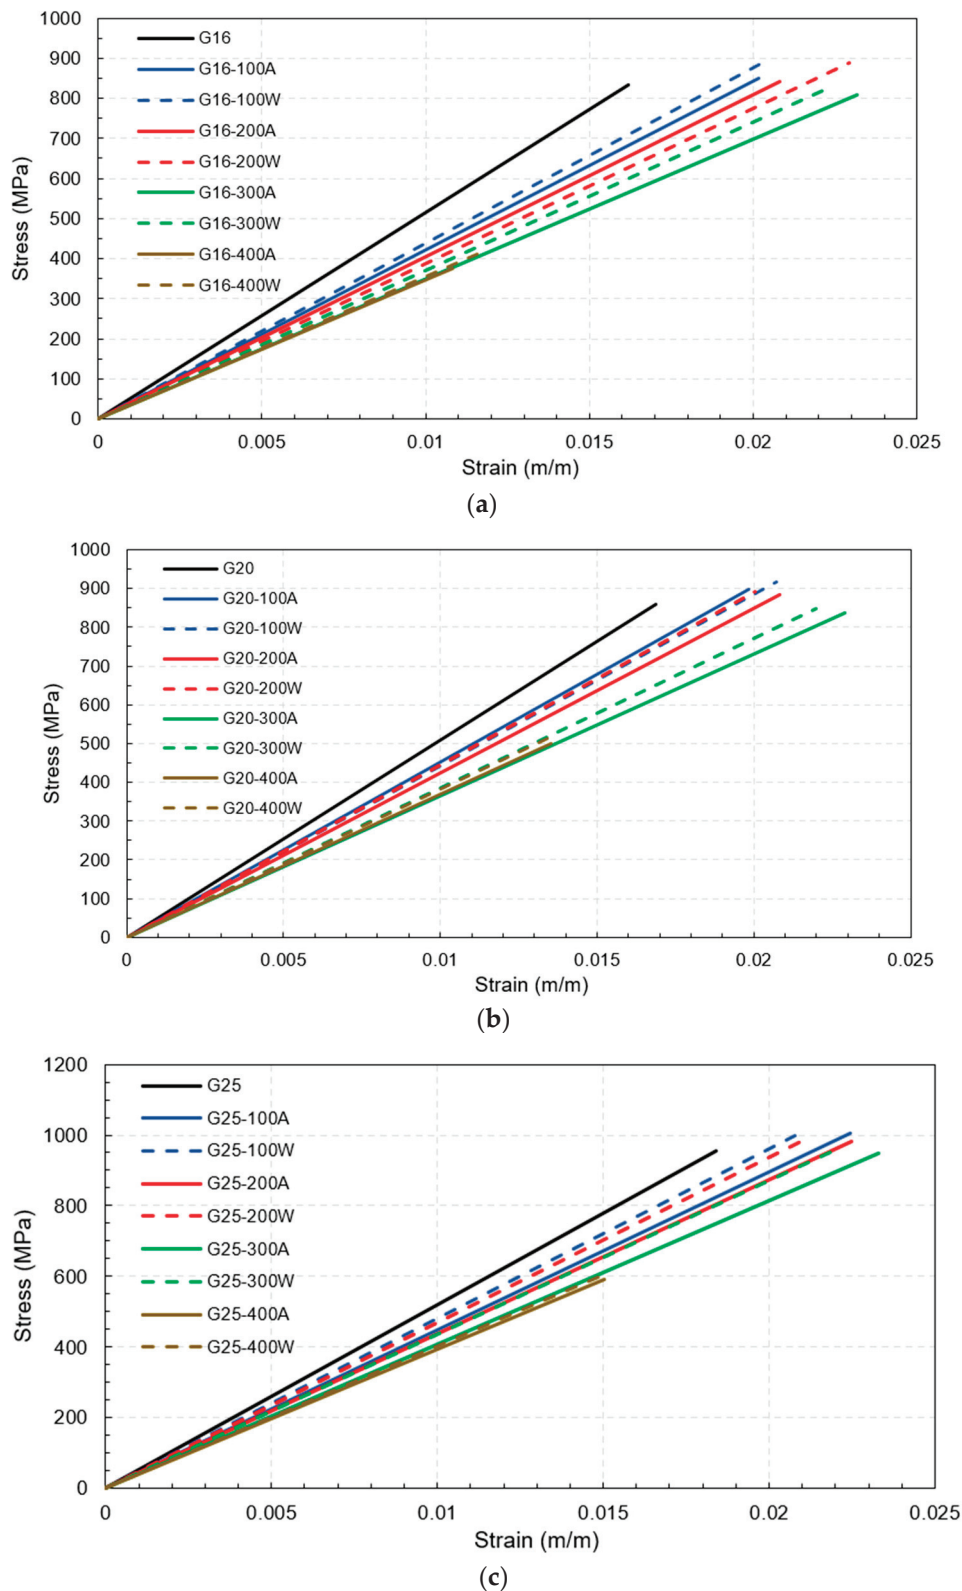 1000
900
800
700
600
500
400
300
200
100
0
Stress (MPa)
G16
G16-100A
G16-100W
G16-200A
G16-200W
G16-300A
G16-300W
G16-400A
G16-400W
0 0.005 0.01 0.015 0.02 0.025
Strain (m/m)
(a)
1000
900
800
700
600
500
400
300
200
100
0
Stress (MPa)
G20
G20-100A
G20-100W
G20-200A
G20-200W
G20-300A
G20-300W
G20-400A
G20-400W
0 0.005 0.01 0.015 0.02 0.025
Strain (m/m)
(b)
1200
1000
800
600
400
200
0
Stress (MPa)
G25
G25-100A
G25-100W
G25-200A
G25-200W
G25-300A
G25-300W
G25-400A
G25-400W
0 0.005 0.01 0.015 0.02 0.025
Strain (m/m)
(c)